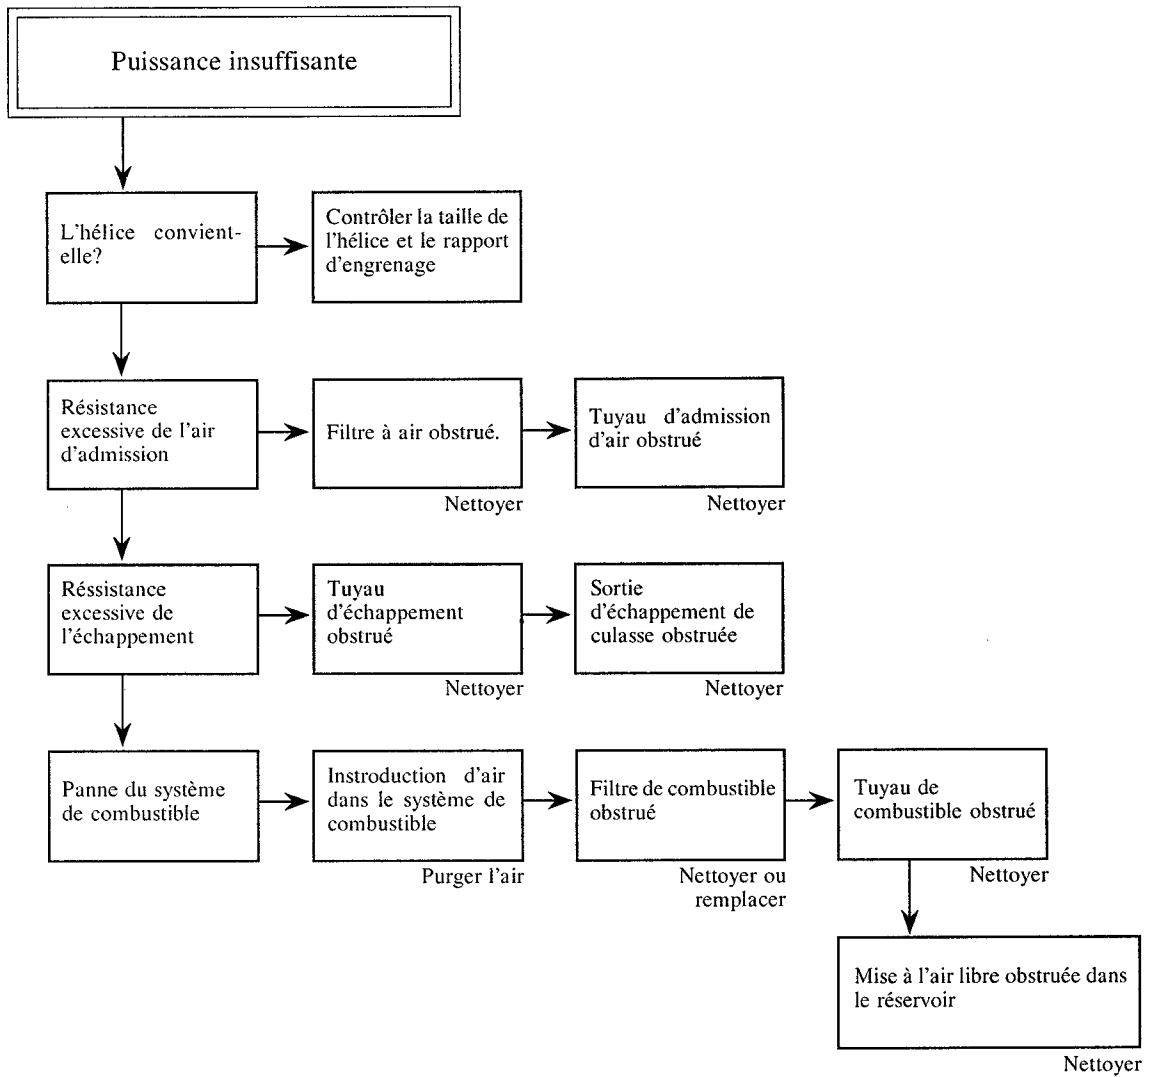 Puissance insuffisante
L'hélice convient-
elle?
Contrôler la taille de
l'hélice et le rapport
d'engrenage
Résistance
excessive de l'air
d'admission
Filtre à air obstrué.
Nettoyer
Tuyau d'admission
d'air obstrué
Nettoyer
Réssistance
excessive de
l'échappement
Tuyau
d'échappement
obstrué
Nettoyer
Sortie
d'échappement de
culasse obstruée
Nettoyer
Panne du système
de combustible
Instroduction d'air
dans le système de
combustible
Purger l'air
Filtre de combustible
obstrué
Nettoyer ou
remplacer
Tuyau de
combustible obstrué
Nettoyer
Mise à l'air libre obstruée dans
le réservoir
Nettoyer